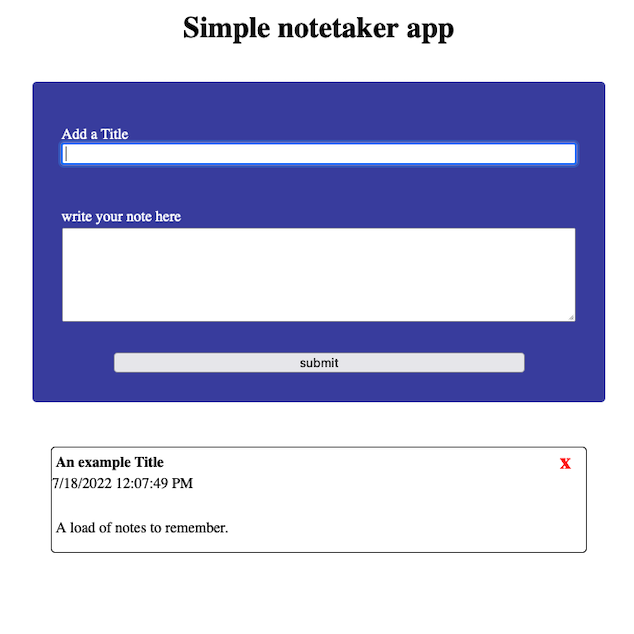 Simple notetaker app
Add a Title
write your note here
submit
An example Title x
7/18/2022 12:07:49 PM
A load of notes to remember.